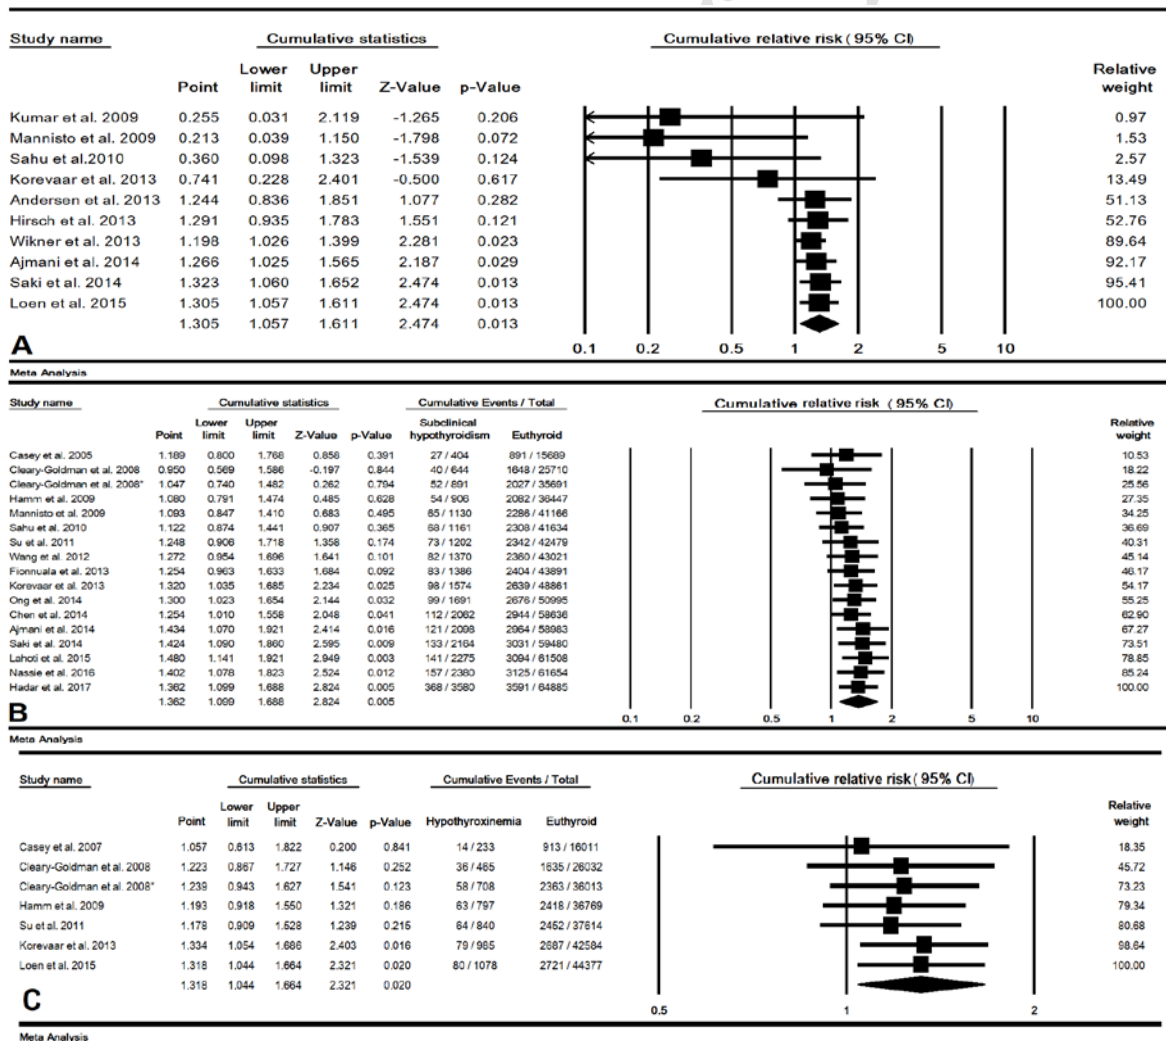 Study name Cumulative statistics Cumulative relative risk ( 95% CI)
Point Lower limit Upper limit Z-Value p-Value Relative weight
Kumar et al. 2009 0.255 0.031 2.119 -1.265 0.206 0.97
Mannisto et al. 2009 0.213 0.039 1.150 -1.798 0.072 1.53
Sahu et al.2010 0.360 0.098 1.323 -1.539 0.124 2.57
Korevaar et al. 2013 0.741 0.228 2.401 -0.500 0.617 13.49
Andersen et al. 2013 1.244 0.836 1.851 1.077 0.282 51.13
Hirsch et al. 2013 1.291 0.935 1.783 1.551 0.121 52.76
Wikner et al. 2013 1.198 1.026 1.399 2.281 0.023 89.64
Ajmani et al. 2014 1.266 1.025 1.565 2.187 0.029 92.17
Saki et al. 2014 1.323 1.060 1.652 2.474 0.013 95.41
Loen et al. 2015 1.305 1.057 1.611 2.474 0.013 100.00
1.305 1.057 1.611 2.474 0.013
A 0.1 0.2 0.5 1 2 5 10
Meta Analysis
Study name Cumulative statistics Cumulative Events / Total Cumulative relative risk ( 95% CI)
Point Lower limit Upper limit Z-Value p-Value Subclinical hypothyroidism Euthyroid Relative weight
Casey et al. 2005 1.189 0.800 1.768 0.858 0.391 27 / 404 891 / 15689 10.53
Cleary-Goldman et al. 2008 0.950 0.569 1.586 -0.197 0.844 40 / 644 1648 / 25710 18.22
Cleary-Goldman et al. 2008* 1.047 0.740 1.482 0.262 0.794 52 / 891 2027 / 35691 25.56
Hamm et al. 2009 1.080 0.791 1.474 0.485 0.628 54 / 906 2082 / 36447 27.35
Mannisto et al. 2009 1.093 0.847 1.410 0.683 0.495 65 / 1130 2286 / 41166 34.25
Sahu et al. 2010 1.122 0.874 1.441 0.907 0.365 68 / 1161 2308 / 41634 36.69
Su et al. 2011 1.248 0.906 1.718 1.358 0.174 73 / 1202 2342 / 42479 40.31
Wang et al. 2012 1.272 0.954 1.696 1.641 0.101 82 / 1370 2360 / 43021 45.14
Fionnuala et al. 2013 1.254 0.963 1.633 1.684 0.092 83 / 1386 2404 / 43891 46.17
Korevaar et al. 2013 1.320 1.035 1.685 2.234 0.025 98 / 1574 2639 / 48861 54.17
Ong et al. 2014 1.300 1.023 1.654 2.144 0.032 99 / 1691 2676 / 50995 55.25
Chen et al. 2014 1.254 1.010 1.558 2.048 0.041 112 / 2062 2944 / 58636 62.90
Ajmani et al. 2014 1.434 1.070 1.921 2.414 0.016 121 / 2098 2964 / 58983 67.27
Saki et al. 2014 1.424 1.090 1.860 2.595 0.009 133 / 2164 3031 / 59480 73.51
Lahoti et al. 2015 1.480 1.141 1.921 2.949 0.003 141 / 2275 3094 / 61508 78.85
Nassie et al. 2016 1.402 1.078 1.823 2.524 0.012 157 / 2380 3125 / 61654 85.24
Hadar et al. 2017 1.362 1.099 1.688 2.824 0.005 368 / 3580 3591 / 64885 100.00
1.362 1.099 1.688 2.824 0.005
B 0.1 0.2 0.5 1 2 5 10
Meta Analysis
Study name Cumulative statistics Cumulative Events / Total Cumulative relative risk ( 95% CI)
Point Lower limit Upper limit Z-Value p-Value Hypothyroxinemia Euthyroid Relative weight
Casey et al. 2007 1.057 0.613 1.822 0.200 0.841 14 / 233 913 / 16011 18.35
Cleary-Goldman et al. 2008 1.223 0.867 1.727 1.146 0.252 36 / 465 1635 / 26032 45.72
Cleary-Goldman et al. 2008* 1.239 0.943 1.627 1.541 0.123 58 / 708 2363 / 36013 73.23
Hamm et al. 2009 1.193 0.918 1.550 1.321 0.186 63 / 797 2418 / 36769 79.34
Su et al. 2011 1.178 0.909 1.528 1.239 0.215 64 / 840 2452 / 37614 80.68
Korevaar et al. 2013 1.334 1.054 1.686 2.403 0.016 79 / 985 2687 / 42584 98.64
Loen et al. 2015 1.318 1.044 1.664 2.321 0.020 80 / 1078 2721 / 44377 100.00
1.318 1.044 1.664 2.321 0.020
C 0.5 1 2
Meta Analysis